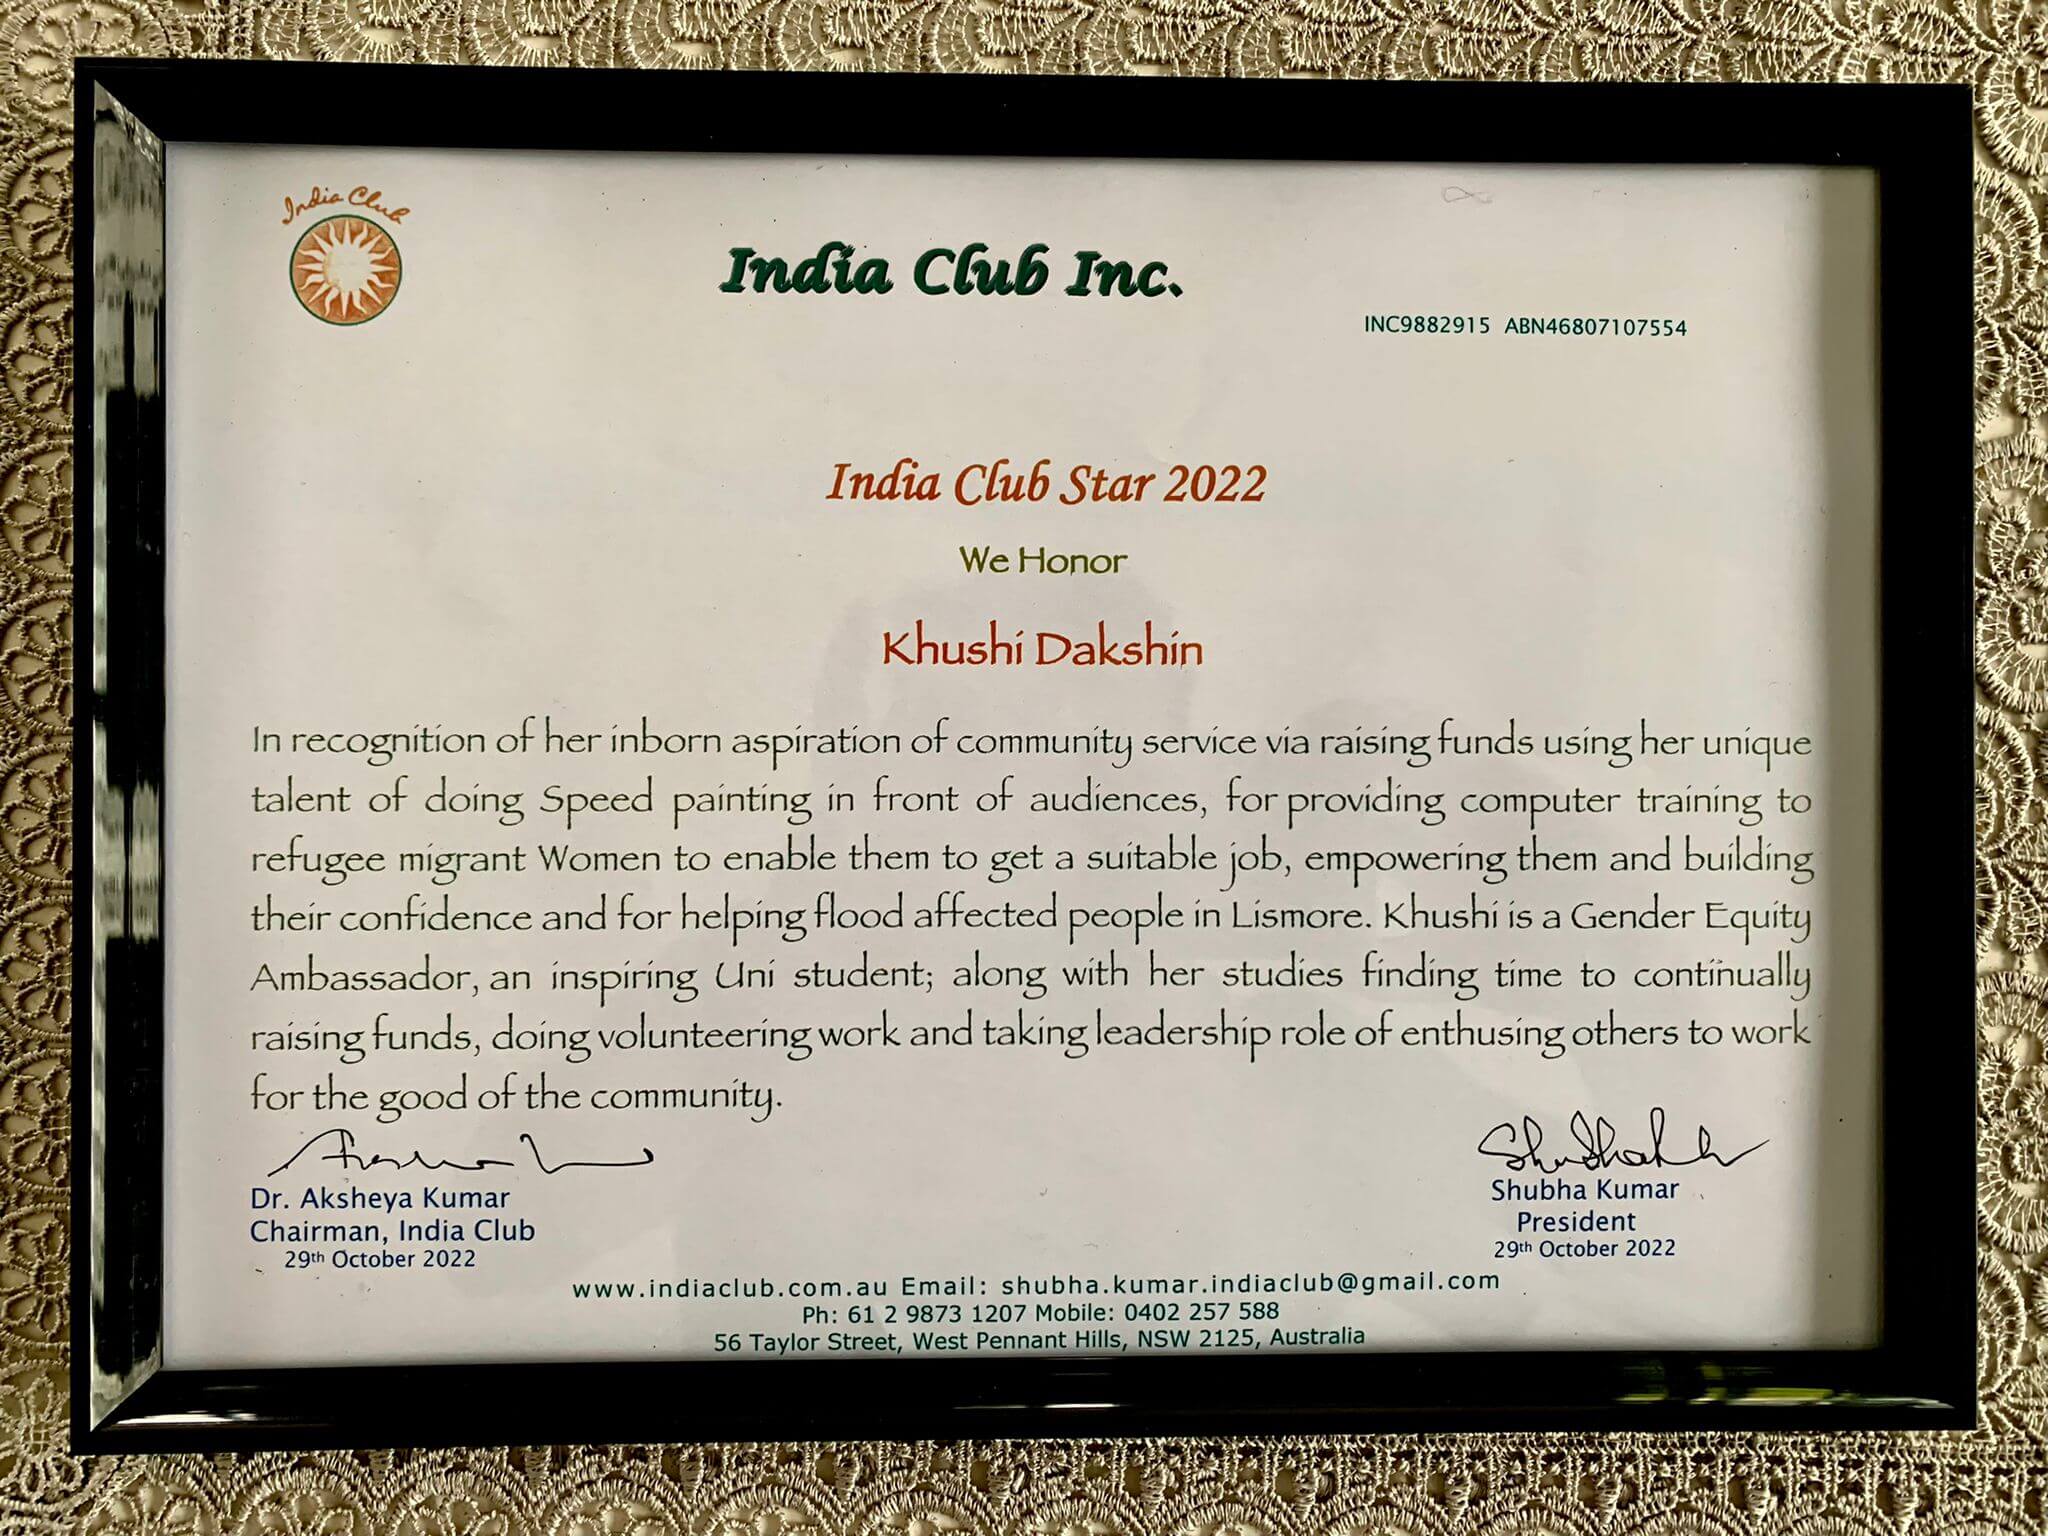 India Club
India Club Inc.
INC9882915 ABN46807107554
India Club Star 2022
We Honor
Khushi Dakshin
In recognition of her inborn aspiration of community service via raising funds using her unique
talent of doing Speed painting in front of audiences, for providing computer training to
refugee migrant Women to enable them to get a suitable job, empowering them and building
their confidence and for helping flood affected people in Lismore. Khushi is a Gender Equity
Ambassador, an inspiring Uni student; along with her studies finding time to continually
raising funds, doing volunteering work and taking leadership role of enthusing others to work
for the good of the community.
Dr. Aksheya Kumar
Chairman, India Club
29th October 2022
Shubha Kumar
President
29th October 2022
www.indiaclub.com.au Email: shubha.kumar.indiaclub@gmail.com
Ph: 61 2 9873 1207 Mobile: 0402 257 588
56 Taylor Street, West Pennant Hills, NSW 2125, Australia